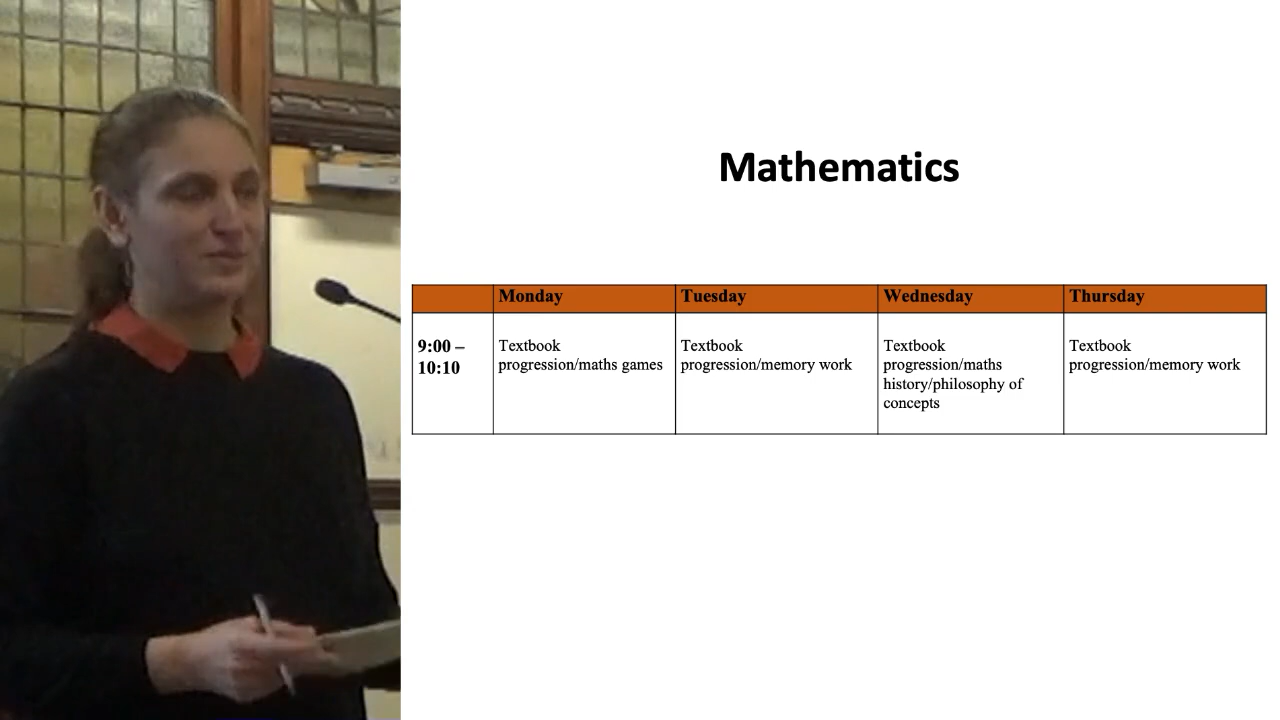 Mathematics
Monday Tuesday Wednesday Thursday
9:00 –
10:10
Textbook
progression/maths games
Textbook
progression/memory work
Textbook
progression/maths
history/philosophy of
concepts
Textbook
progression/memory work